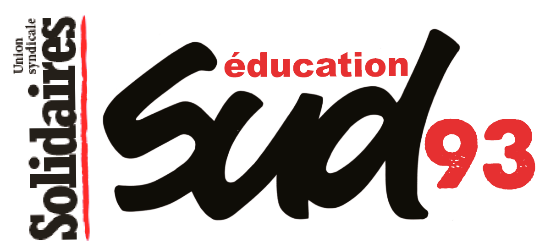 Union
syndicale
Solidaires
éducation
Sud
93